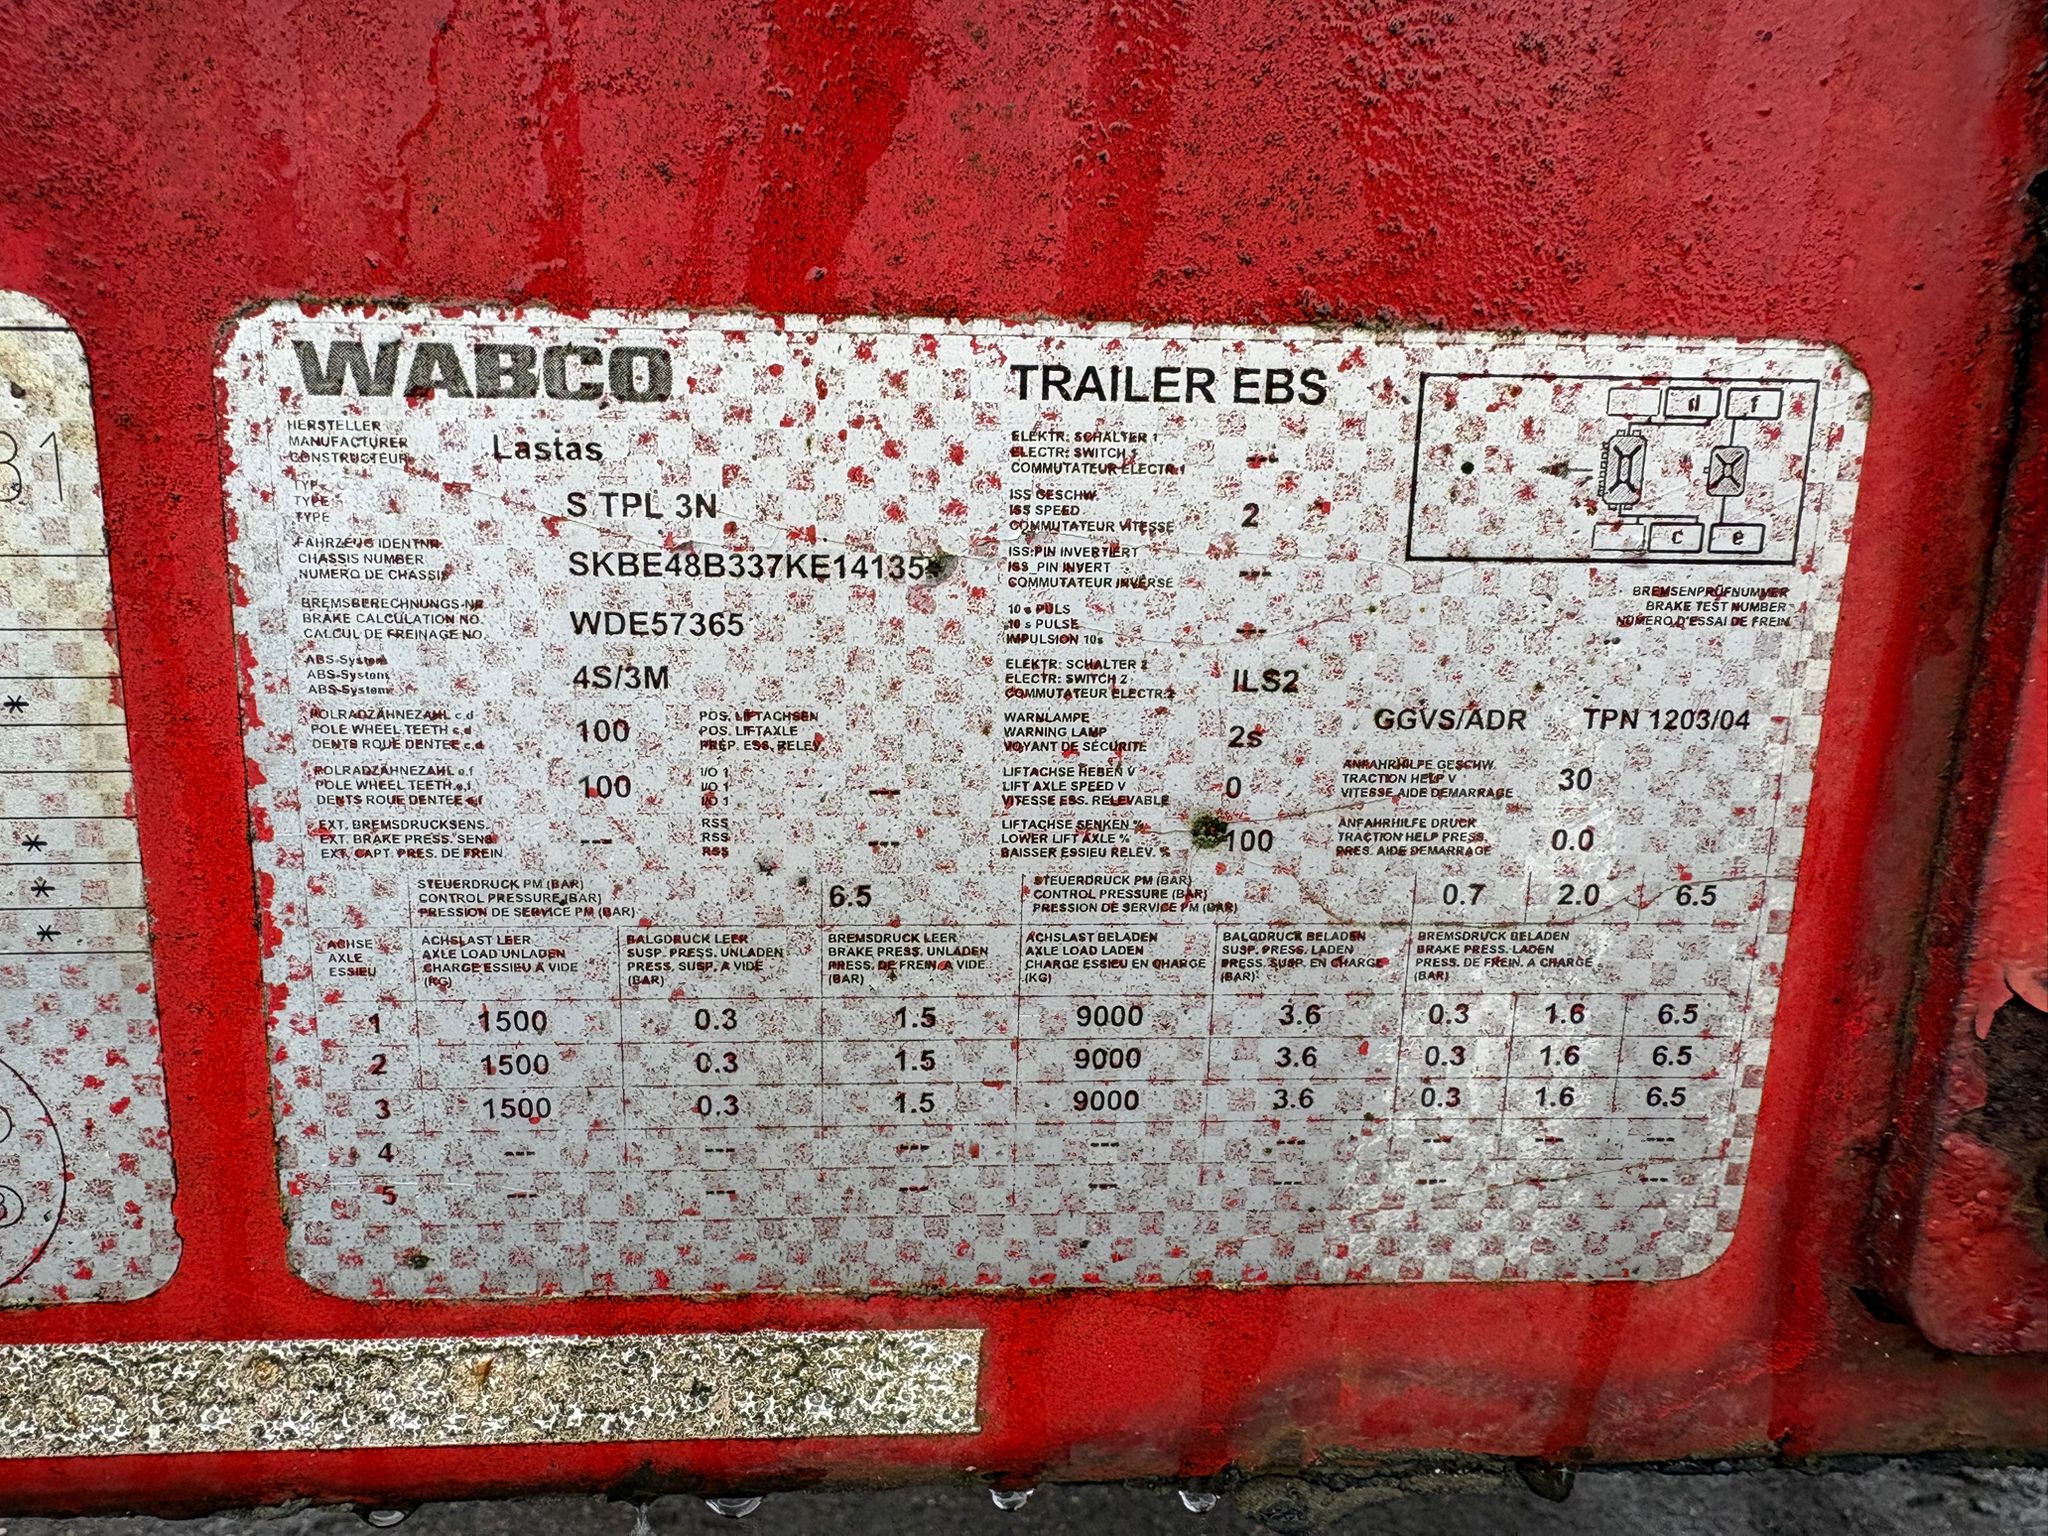 WABCO
TRAILER EBS
d f
c e
HERSTELLER
MANUFACTURER
CONSTRUCTEUR
Lastas
TYP
TYPE
TYPE
S TPL 3N
FAHRZEUG IDENTNR.
CHASSIS NUMBER
NUMERO DE CHASSIS
SKBE48B337KE14135
BREMSBERECHNUNGS-NR
BRAKE CALCULATION NO.
CALCUL DE FREINAGE NO.
WDE57365
ABS-System
ABS-System
ABS-System
4S/3M
POLRADZÄHNEZAHL c,d
POLE WHEEL TEETH c,d
DENTS ROUE DENTEE c,d
100
POS. LIFTACHSEN
POS. LIFTAXLE
PREP. ESS. RELEV.
POLRADZÄHNEZAHL e,f
POLE WHEEL TEETH e,f
DENTS ROUE DENTEE e,f
100
I/O 1
I/O 1
I/O 1
---
EXT. BREMSDRUCKSENS.
EXT. BRAKE PRESS. SENS
EXT. CAPT. PRES. DE FREIN.
---
RSS
RSS
RSS
---
ELEKTR. SCHALTER 1
ELECTR. SWITCH 1
COMMUTATEUR ELECTR.1
---
ISS GESCHW.
ISS SPEED
COMMUTATEUR VITESSE
2
ISS PIN INVERTIERT
ISS PIN INVERT
COMMUTATEUR INVERSE
---
10 s PULS
10 s PULSE
IMPULSION 10s
---
ELEKTR. SCHALTER 2
ELECTR. SWITCH 2
COMMUTATEUR ELECTR.2
ILS2
WARNLAMPE
WARNING LAMP
VOYANT DE SÉCURITÉ
2s
LIFTACHSE HEBEN V
LIFT AXLE SPEED V
VITESSE ESS. RELEVABLE
0
LIFTACHSE SENKEN %
LOWER LIFT AXLE %
BAISSER ESSIEU RELEV. %
100
BREMSENPRÜFNUMMER
BRAKE TEST NUMBER
NUMERO D'ESSAI DE FREIN
GGVS/ADR TPN 1203/04
ANFAHRHILFE GESCHW.
TRACTION HELP V
VITESSE AIDE DEMARRAGE
30
ANFAHRHILFE DRUCK
TRACTION HELP PRESS.
PRES. AIDE DEMARRAGE
0.0
STEUERDRUCK PM (BAR)
CONTROL PRESSURE (BAR)
PRESSION DE SERVICE PM (BAR)
6.5
STEUERDRUCK PM (BAR)
CONTROL PRESSURE (BAR)
PRESSION DE SERVICE PM (BAR)
0.7 2.0 6.5
ACHSE
AXLE
ESSIEU
ACHSLAST LEER
AXLE LOAD UNLADEN
CHARGE ESSIEU A VIDE
(KG)
BALGDRUCK LEER
SUSP. PRESS. UNLADEN
PRESS. SUSP. A VIDE
(BAR)
BREMSDRUCK LEER
BRAKE PRESS. UNLADEN
PRESS. DE FREIN. A VIDE
(BAR)
ACHSLAST BELADEN
AXLE LOAD LADEN
CHARGE ESSIEU EN CHARGE
(KG)
BALGDRUCK BELADEN
SUSP. PRESS. LADEN
PRESS. SUSP. EN CHARGE
(BAR)
BREMSDRUCK BELADEN
BRAKE PRESS. LADEN
PRESS. DE FREIN. A CHARGE
(BAR)
1 1500 0.3 1.5 9000 3.6 0.3 1.6 6.5
2 1500 0.3 1.5 9000 3.6 0.3 1.6 6.5
3 1500 0.3 1.5 9000 3.6 0.3 1.6 6.5
4 --- --- --- --- --- --- --- ---
5 --- --- --- --- --- --- --- ---
31
*
*
*
*